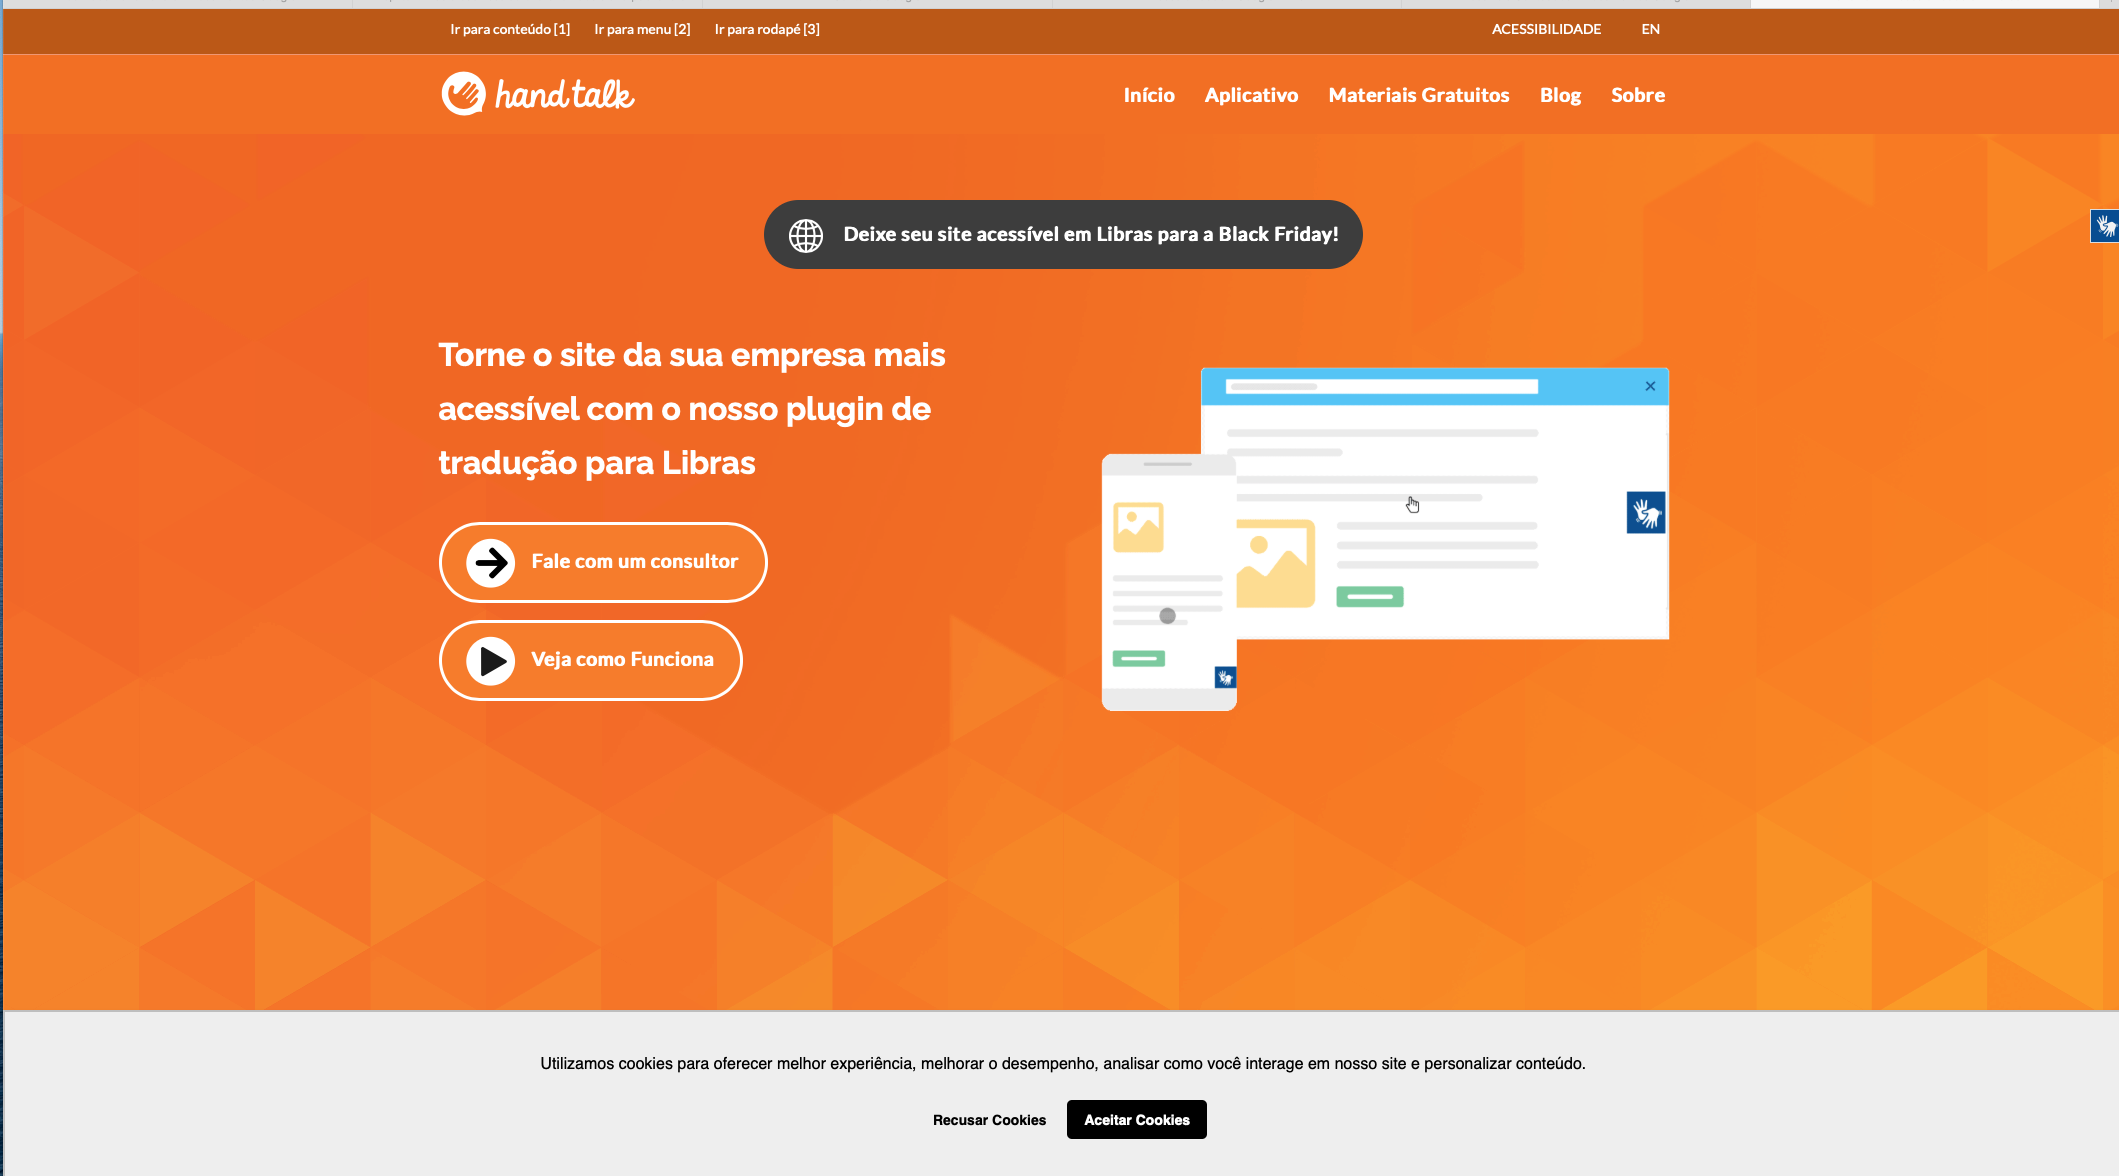 Ir para conteúdo [1] Ir para menu [2] Ir para rodapé [3] ACESSIBILIDADE EN
hand talk Início Aplicativo Materiais Gratuitos Blog Sobre
Deixe seu site acessível em Libras para a Black Friday!
Torne o site da sua empresa mais
acessível com o nosso plugin de
tradução para Libras
Fale com um consultor
Veja como Funciona
Utilizamos cookies para oferecer melhor experiência, melhorar o desempenho, analisar como você interage em nosso site e personalizar conteúdo.
Recusar Cookies Aceitar Cookies